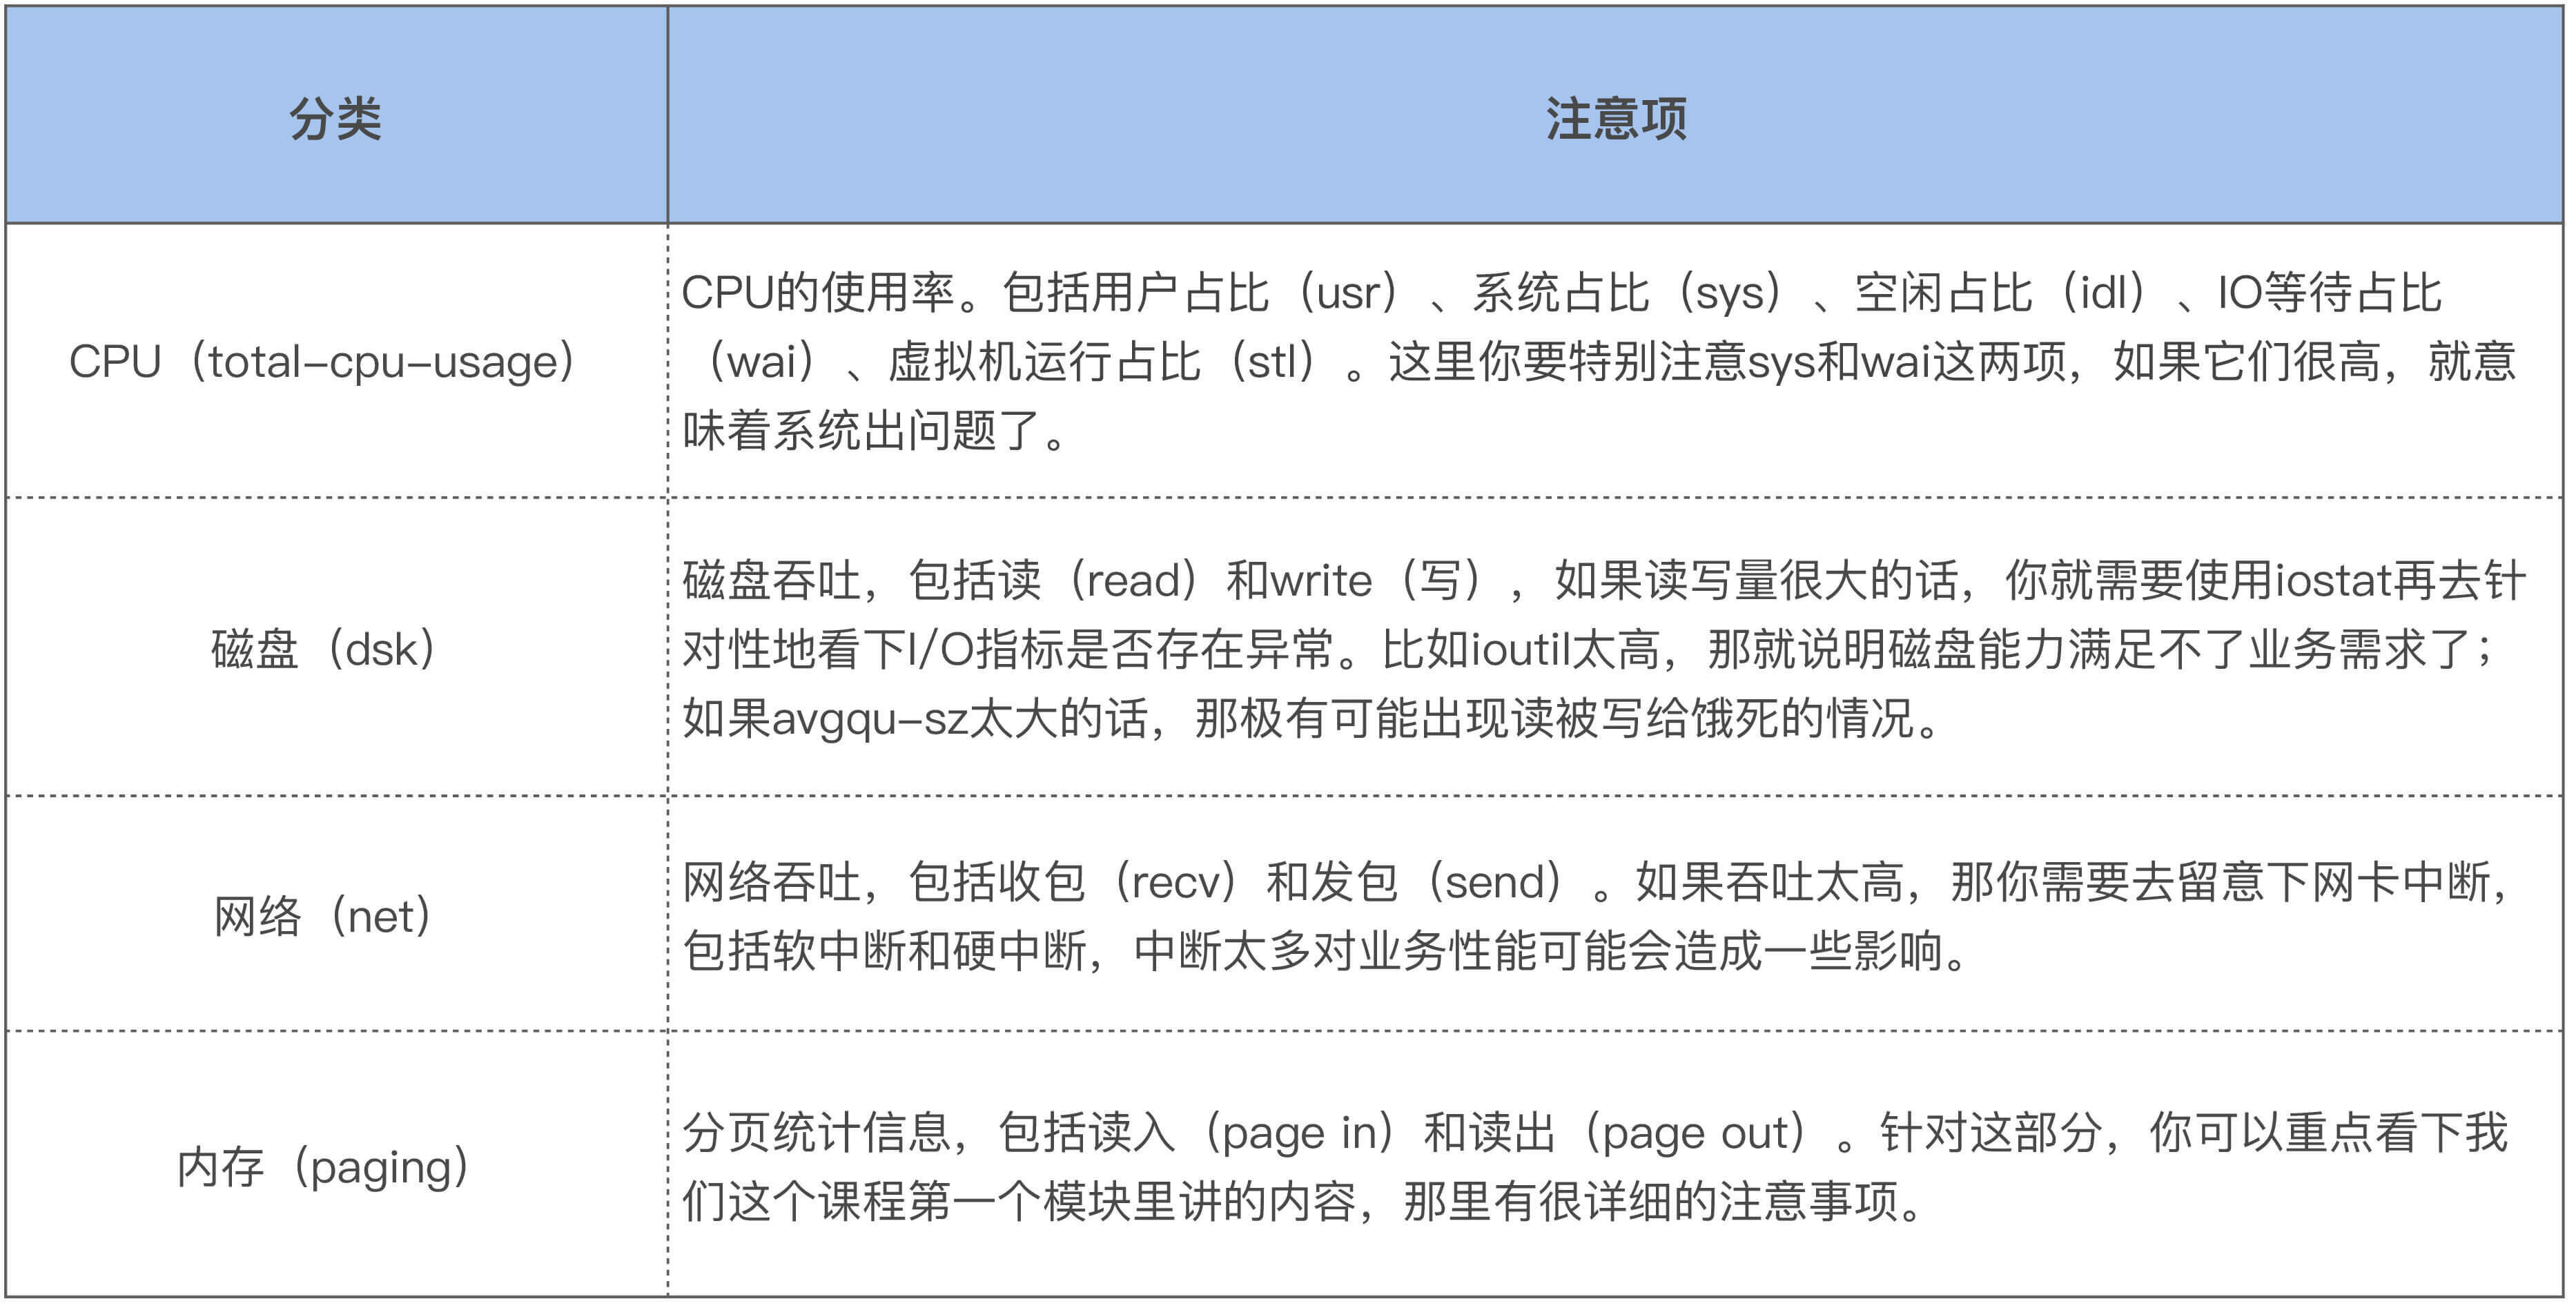 分类
注意项
CPU（total-cpu-usage）
CPU的使用率。包括用户占比（usr）、系统占比（sys）、空闲占比（idl）、IO等待占比
（wai）、虚拟机运行占比（stl）。这里你要特别注意sys和wai这两项，如果它们很高，就意
味着系统出问题了。
磁盘（dsk）
磁盘吞吐，包括读（read）和write（写），如果读写量很大的话，你就需要使用iostat再去针
对性地看下I/O指标是否存在异常。比如ioutil太高，那就说明磁盘能力满足不了业务需求了；
如果avgqu-sz太大的话，那极有可能出现读被写给饿死的情况。
网络（net）
网络吞吐，包括收包（recv）和发包（send）。如果吞吐太高，那你需要去留意下网卡中断，
包括软中断和硬中断，中断太多对业务性能可能会造成一些影响。
内存（paging）
分页统计信息，包括读入（page in）和读出（page out）。针对这部分，你可以重点看下我
们这个课程第一个模块里讲的内容，那里有很详细的注意事项。